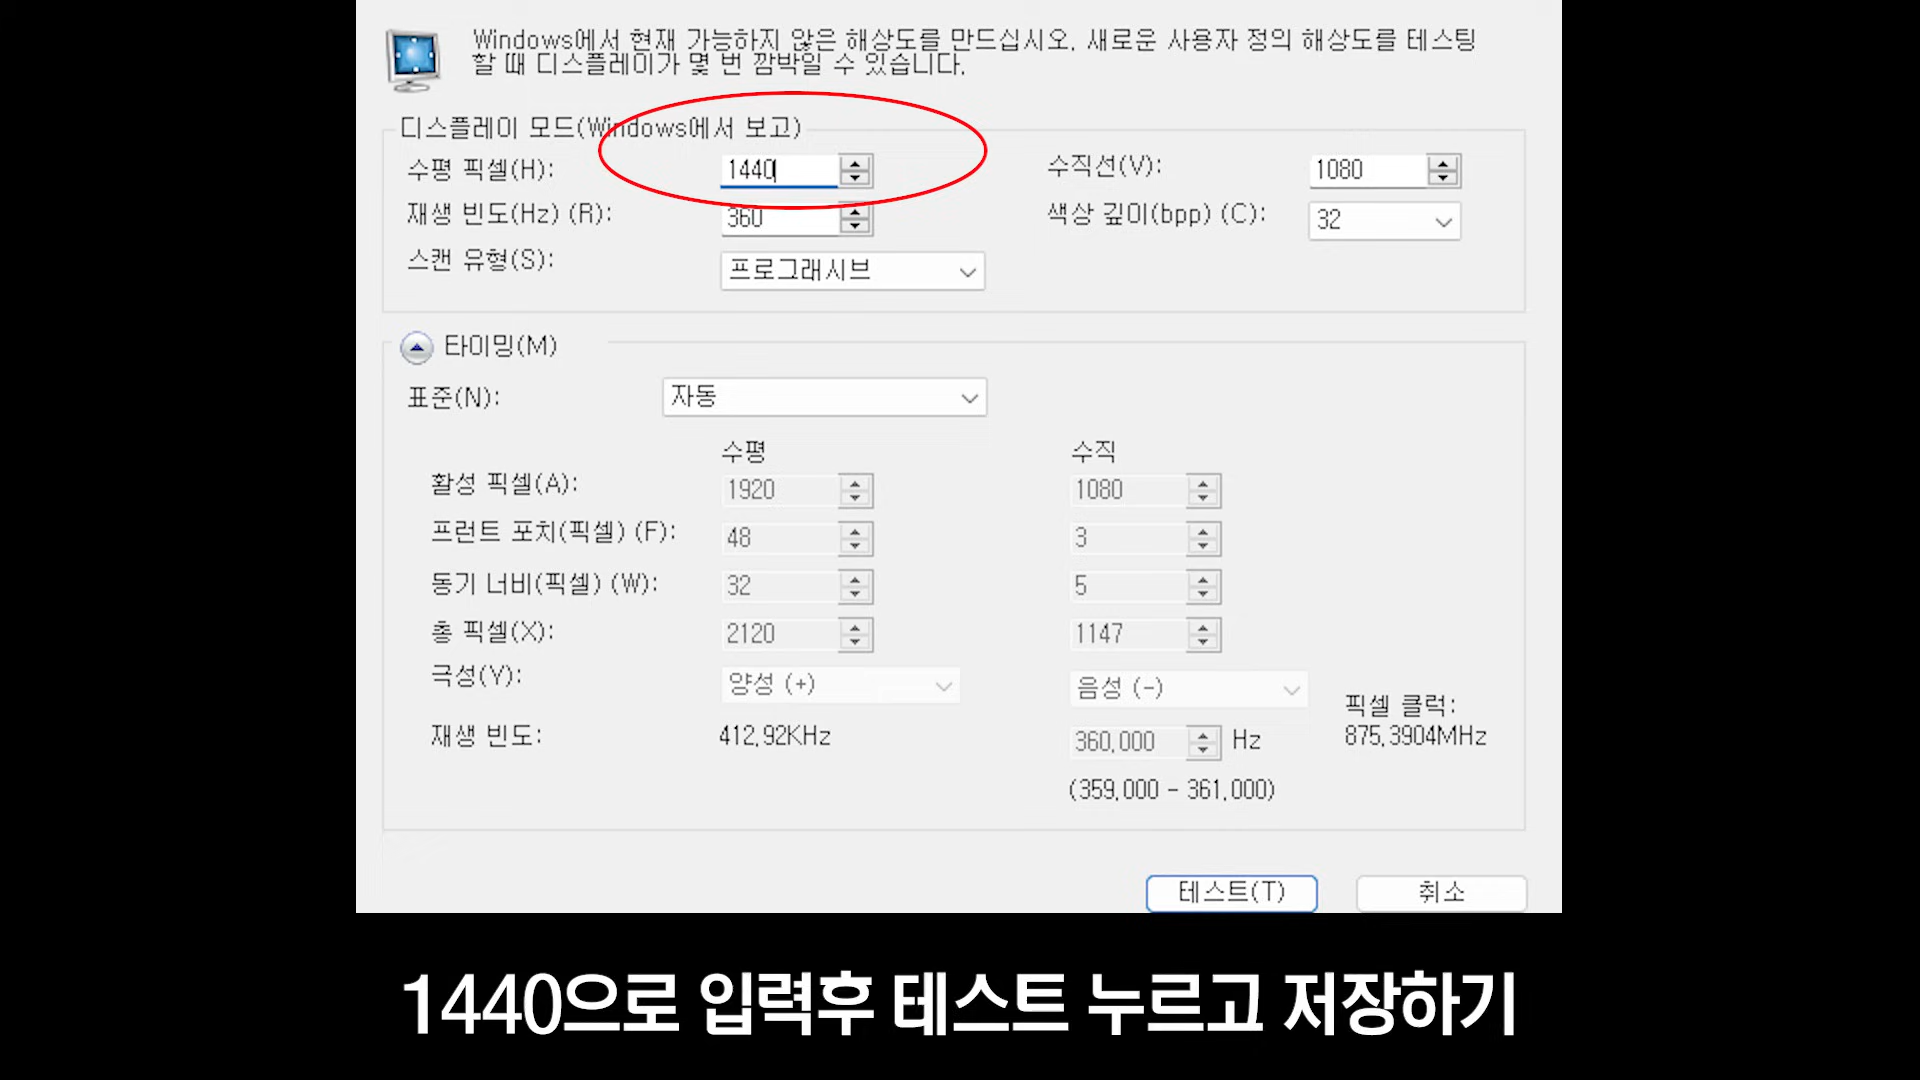 Windows에서 현재 가능하지 않은 해상도를 만드십시오. 새로운 사용자 정의 해상도를 테스팅
할 때 디스플레이가 몇 번 깜박일 수 있습니다.
디스플레이 모드(Windows에서 보고)
수평 픽셀(H): 1440 수직선(V): 1080
재생 빈도(Hz) (R): 360 색상 깊이(bpp) (C): 32
스캔 유형(S): 프로그래시브
타이밍(M)
표준(N): 자동
수평 수직
활성 픽셀(A): 1920 1080
프런트 포치(픽셀) (F): 48 3
동기 너비(픽셀) (W): 32 5
총 픽셀(X): 2120 1147
극성(Y): 양성 (+) 음성 (-)
픽셀 클럭:
재생 빈도: 412,92KHz 360,000 Hz 875,3904MHz
(359,000 - 361,000)
테스트(T) 취소
1440으로 입력후 테스트 누르고 저장하기